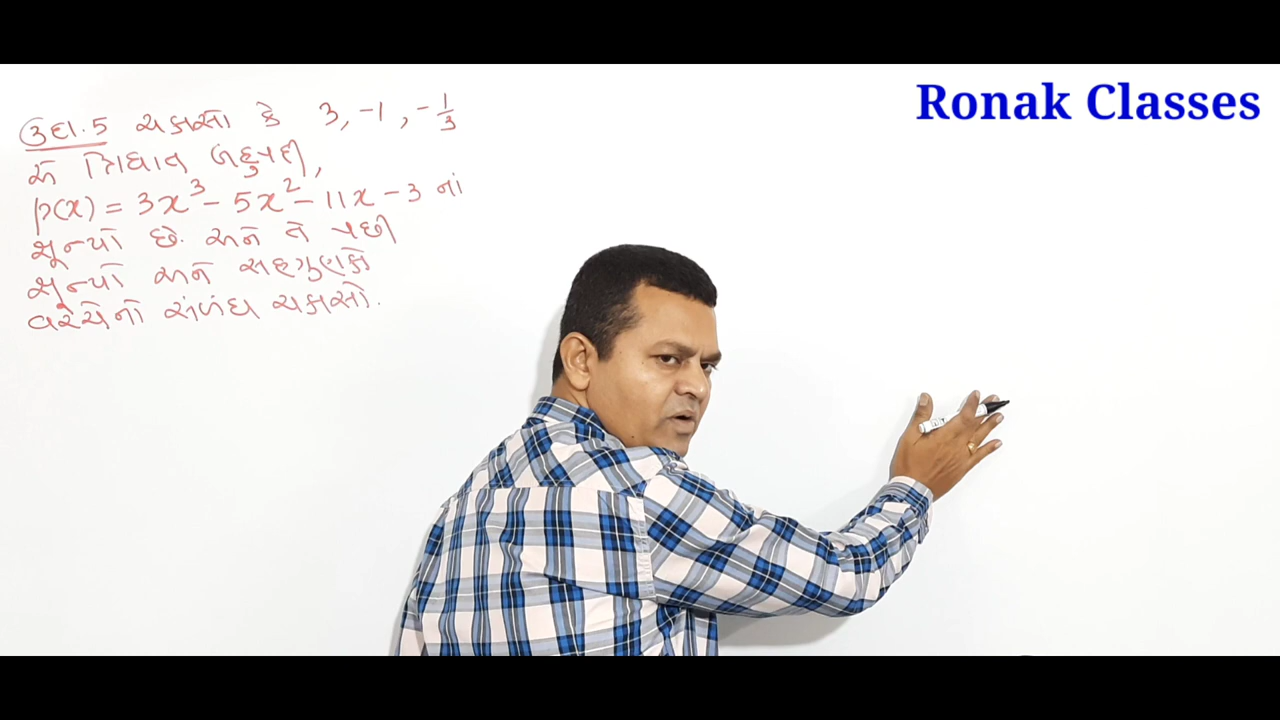 Ronak Classes
ઉદા.5 ચકાસો કે 3, -1, -1/3
એ ત્રિઘાત બહુપદી,
p(x) = 3x³ - 5x² - 11x - 3 નાં
શૂન્યો છે. અને તે પછી
શૂન્યો અને સહગુણકો
વચ્ચેનો સંબંધ ચકાસો.